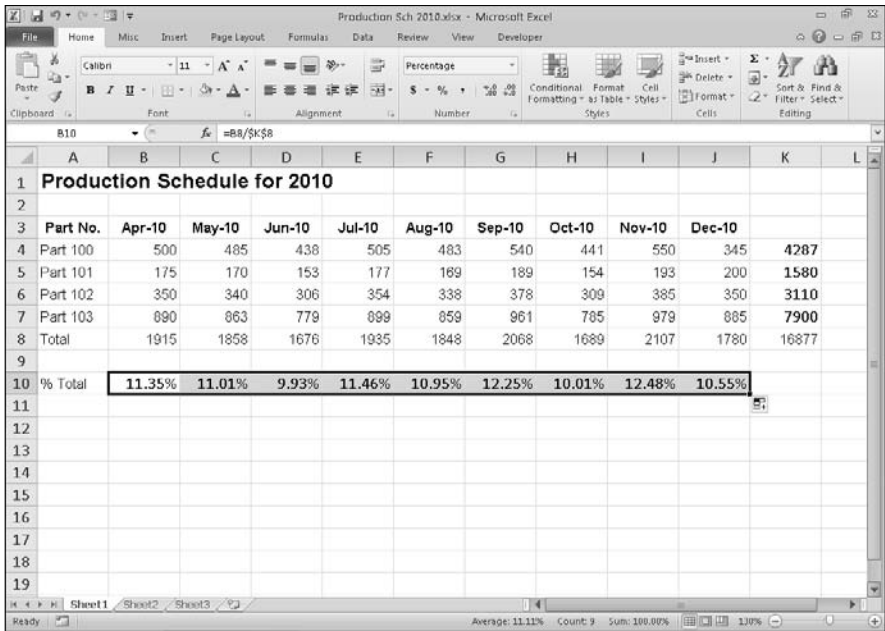 Production Sch 2010.xlsx - Microsoft Excel
File Home Misc Insert Page Layout Formulas Data Review View Developer
Paste
Calibri 11 A A
B I U A
Percentage
$ % ,
Conditional Formatting
Format as Table
Cell Styles
Insert
Delete
Format
Σ
Sort & Filter
Find & Select
Clipboard Font Alignment Number Styles Cells Editing
B10 fx =B8/$K$8
A B C D E F G H I J K L
1 Production Schedule for 2010
2
3 Part No. Apr-10 May-10 Jun-10 Jul-10 Aug-10 Sep-10 Oct-10 Nov-10 Dec-10
4 Part 100 500 485 438 505 483 540 441 550 345 4287
5 Part 101 175 170 153 177 169 189 154 193 200 1580
6 Part 102 350 340 306 354 338 378 309 385 350 3110
7 Part 103 890 863 779 899 859 961 785 979 885 7900
8 Total 1915 1858 1676 1935 1848 2068 1689 2107 1780 16877
9
10 % Total 11.35% 11.01% 9.93% 11.46% 10.95% 12.25% 10.01% 12.48% 10.55%
11
12
13
14
15
16
17
18
19
Sheet1 Sheet2 Sheet3
Ready Average: 11.11% Count: 9 Sum: 100.00% 130%